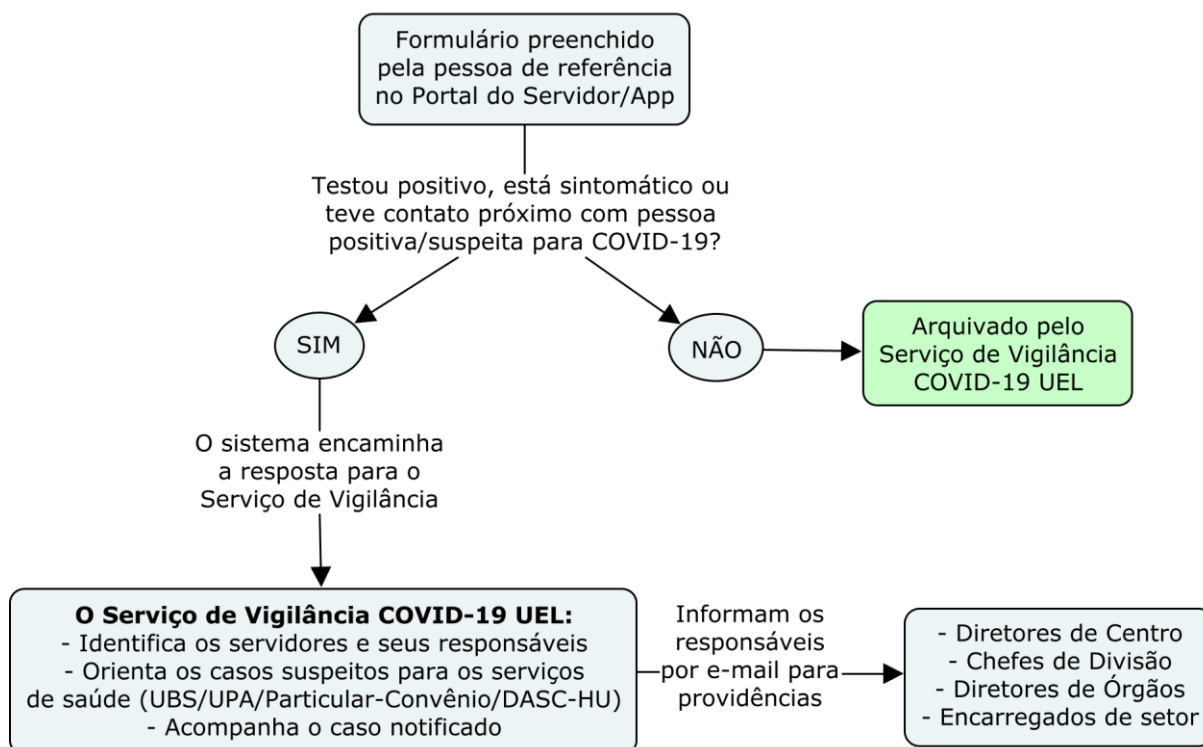 Formulário preenchido
pela pessoa de referência
no Portal do Servidor/App
Testou positivo, está sintomático ou
teve contato próximo com pessoa
positiva/suspeita para COVID-19?
SIM
NÃO
Arquivado pelo
Serviço de Vigilância
COVID-19 UEL
O sistema encaminha
a resposta para o
Serviço de Vigilância
O Serviço de Vigilância COVID-19 UEL:
- Identifica os servidores e seus responsáveis
- Orienta os casos suspeitos para os serviços
de saúde (UBS/UPA/Particular-Convênio/DASC-HU)
- Acompanha o caso notificado
Informam os
responsáveis
por e-mail para
providências
- Diretores de Centro
- Chefes de Divisão
- Diretores de Órgãos
- Encarregados de setor